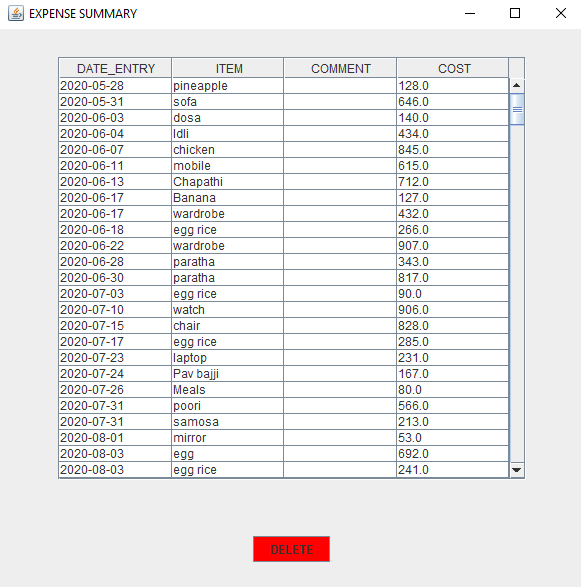 EXPENSE SUMMARY
DATE_ENTRY ITEM COMMENT COST
2020-05-28 pineapple 128.0
2020-05-31 sofa 646.0
2020-06-03 dosa 140.0
2020-06-04 Idli 434.0
2020-06-07 chicken 845.0
2020-06-11 mobile 615.0
2020-06-13 Chapathi 712.0
2020-06-17 Banana 127.0
2020-06-17 wardrobe 432.0
2020-06-18 egg rice 266.0
2020-06-22 wardrobe 907.0
2020-06-28 paratha 343.0
2020-06-30 paratha 817.0
2020-07-03 egg rice 90.0
2020-07-10 watch 906.0
2020-07-15 chair 828.0
2020-07-17 egg rice 285.0
2020-07-23 laptop 231.0
2020-07-24 Pav bajji 167.0
2020-07-26 Meals 80.0
2020-07-31 poori 566.0
2020-07-31 samosa 213.0
2020-08-01 mirror 53.0
2020-08-03 egg 692.0
2020-08-03 egg rice 241.0
DELETE